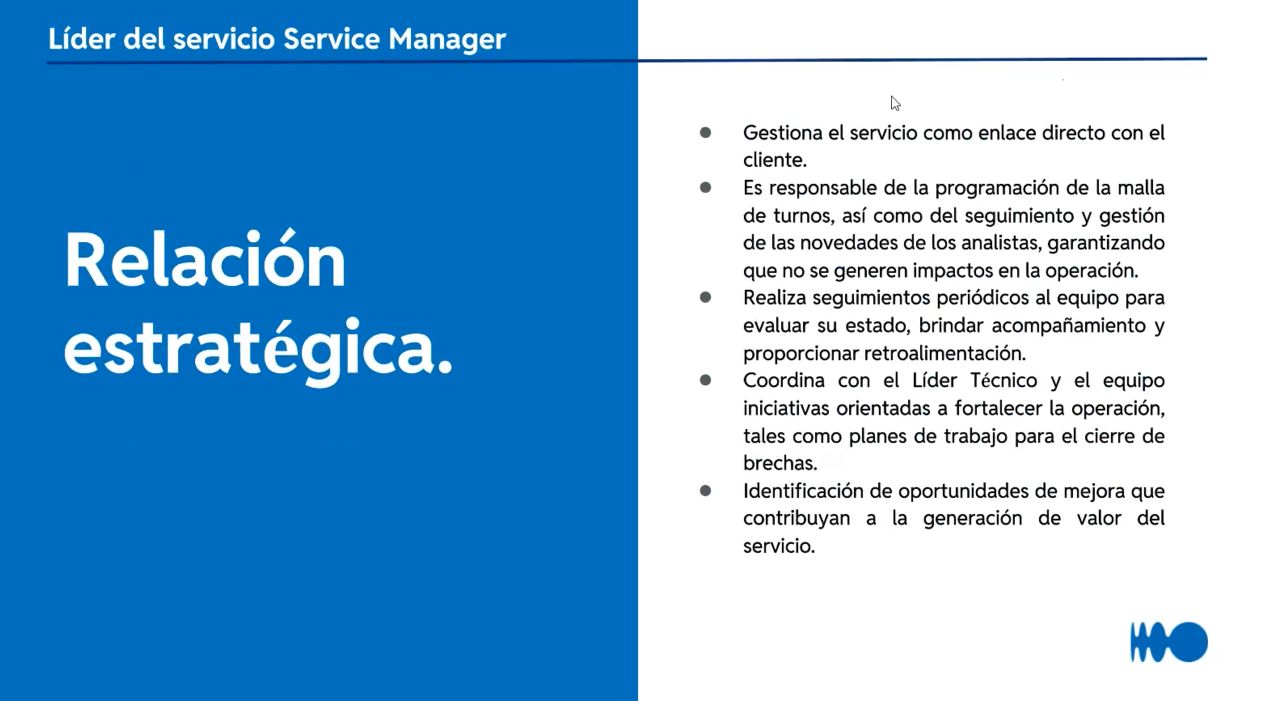 Líder del servicio Service Manager
Relación
estratégica.
Gestiona el servicio como enlace directo con el
cliente.
Es responsable de la programación de la malla
de turnos, así como del seguimiento y gestión
de las novedades de los analistas, garantizando
que no se generen impactos en la operación.
Realiza seguimientos periódicos al equipo para
evaluar su estado, brindar acompañamiento y
proporcionar retroalimentación.
Coordina con el Líder Técnico y el equipo
iniciativas orientadas a fortalecer la operación,
tales como planes de trabajo para el cierre de
brechas.
Identificación de oportunidades de mejora que
contribuyan a la generación de valor del
servicio.